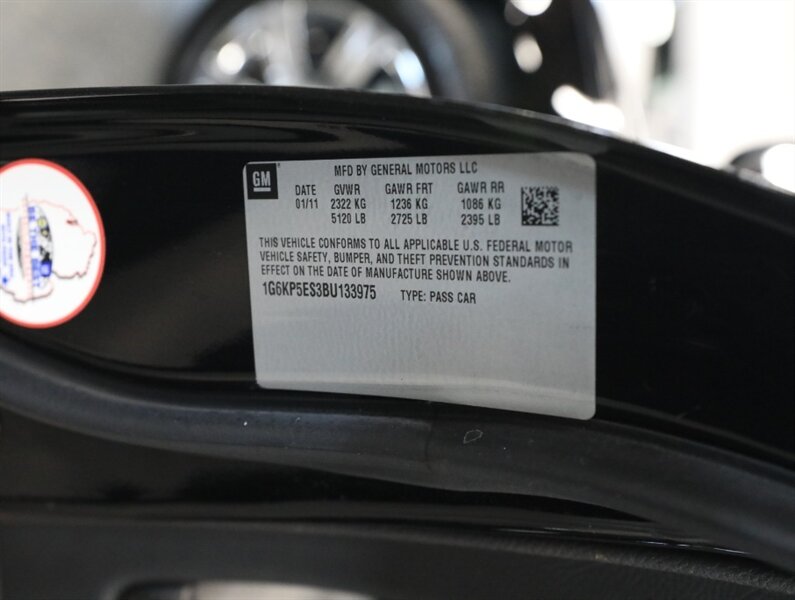 GM
MFD BY GENERAL MOTORS LLC
DATE GVWR GAWR FRT GAWR RR
01/11 2322 KG 1236 KG 1086 KG
5120 LB 2725 LB 2395 LB
THIS VEHICLE CONFORMS TO ALL APPLICABLE U.S. FEDERAL MOTOR
VEHICLE SAFETY, BUMPER, AND THEFT PREVENTION STANDARDS IN
EFFECT ON THE DATE OF MANUFACTURE SHOWN ABOVE.
1G6KP5ES3BU133975 TYPE: PASS CAR